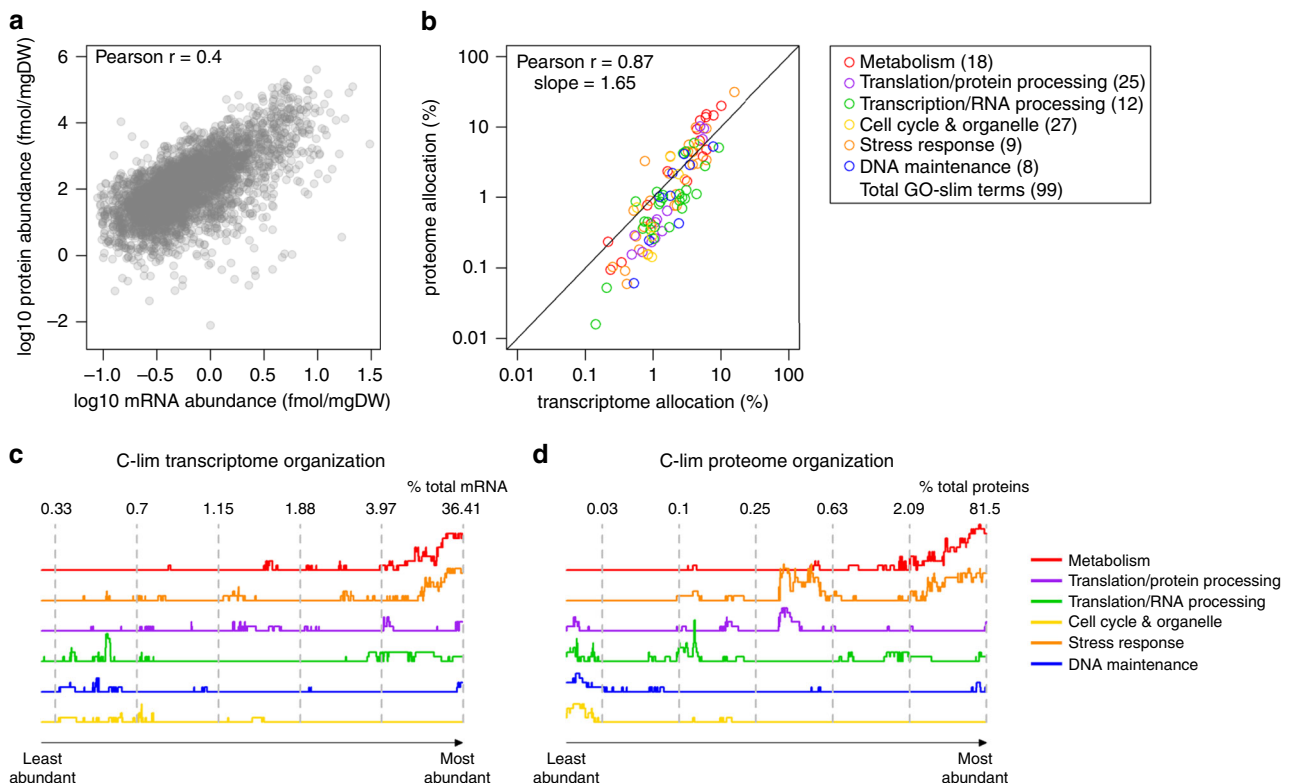 a
Pearson r = 0.4
log10 protein abundance (fmol/mgDW)
6
4
2
0
−2
−1.0 −0.5 0.0 0.5 1.0 1.5
log10 mRNA abundance (fmol/mgDW)
b
Pearson r = 0.87
slope = 1.65
proteome allocation (%)
100
10
1
0.1
0.01
0.01 0.1 1 10 100
transcriptome allocation (%)
Metabolism (18)
Translation/protein processing (25)
Transcription/RNA processing (12)
Cell cycle & organelle (27)
Stress response (9)
DNA maintenance (8)
Total GO-slim terms (99)
c
C-lim transcriptome organization
% total mRNA
0.33 0.7 1.15 1.88 3.97 36.41
Least
abundant
Most
abundant
d
C-lim proteome organization
% total proteins
0.03 0.1 0.25 0.63 2.09 81.5
Least
abundant
Most
abundant
Metabolism
Translation/protein processing
Translation/RNA processing
Cell cycle & organelle
Stress response
DNA maintenance